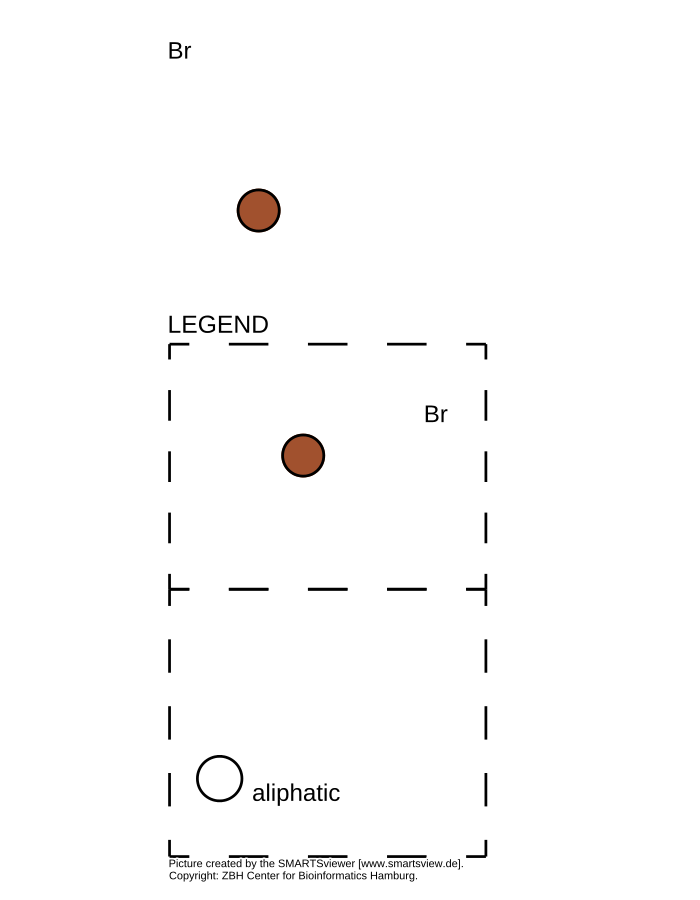 Br
LEGEND
Br
aliphatic
Picture created by the SMARTSviewer [www.smartsview.de].
Copyright: ZBH Center for Bioinformatics Hamburg.